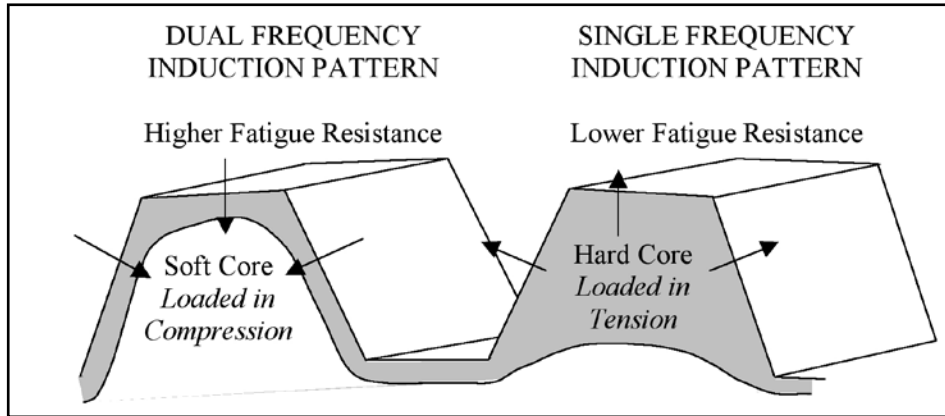 DUAL FREQUENCY
INDUCTION PATTERN
Higher Fatigue Resistance
Soft Core
Loaded in
Compression
SINGLE FREQUENCY
INDUCTION PATTERN
Lower Fatigue Resistance
Hard Core
Loaded in
Tension